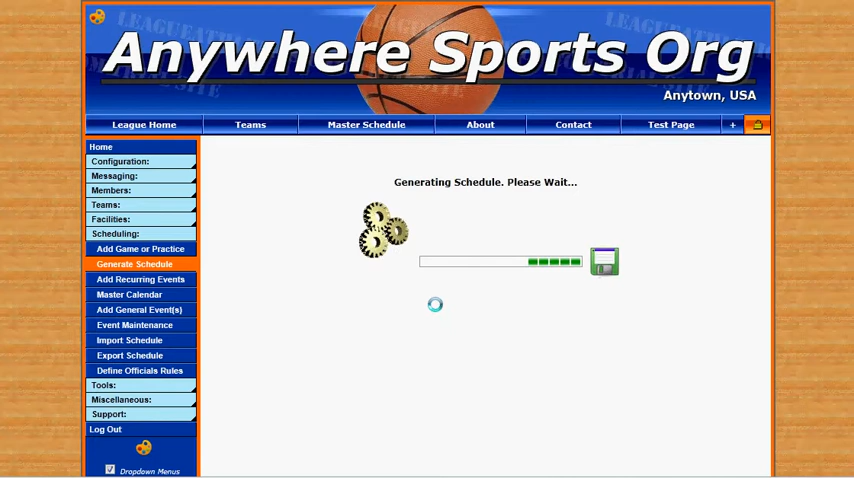 Anywhere Sports Org
Anytown, USA
League Home
Teams
Master Schedule
About
Contact
Test Page
+
Home
Configuration:
Messaging:
Members:
Teams:
Facilities:
Scheduling:
Add Game or Practice
Generate Schedule
Add Recurring Events
Master Calendar
Add General Event(s)
Event Maintenance
Import Schedule
Export Schedule
Define Officials Rules
Tools:
Miscellaneous:
Support:
Log Out
Dropdown Menus
Generating Schedule. Please Wait...